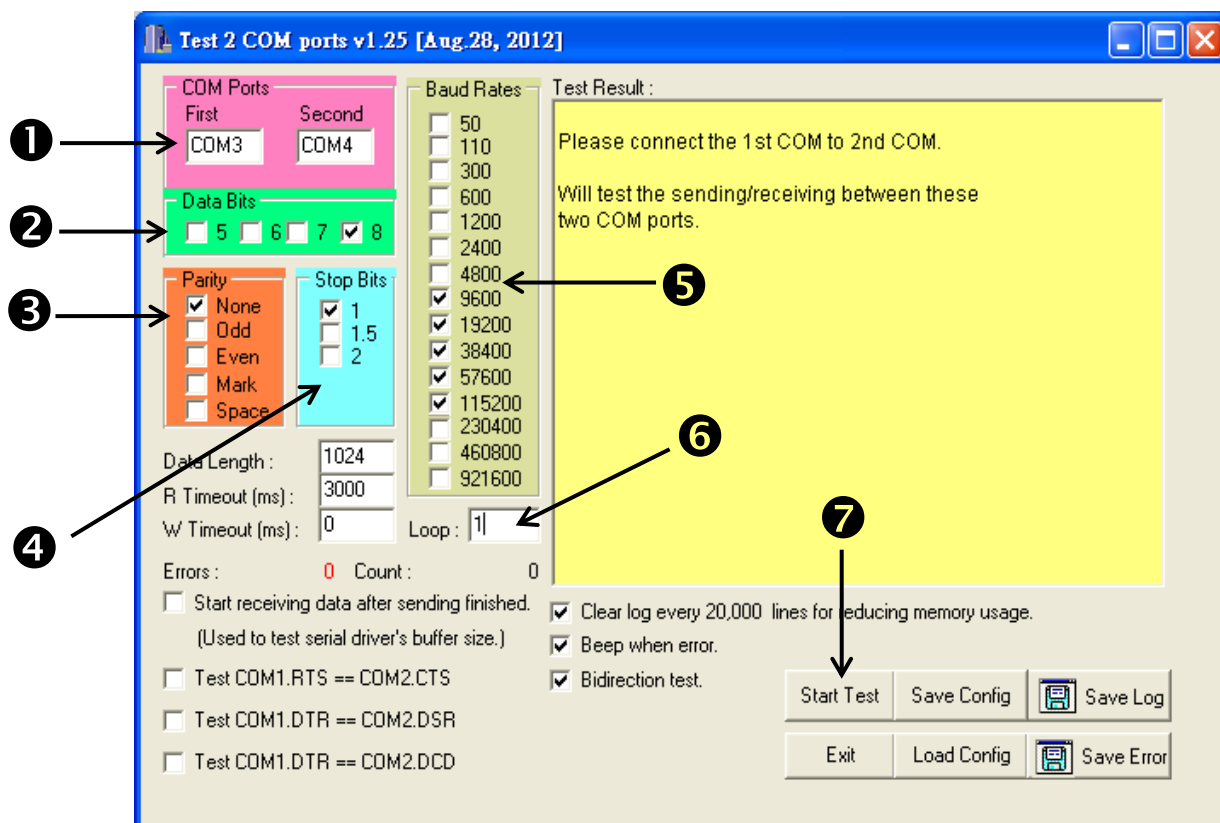 Test 2 COM ports v1.25 [Aug.28, 2012]
COM Ports
First Second
COM3 COM4
1
Data Bits
5 6 7 8
2
Parity
None
Odd
Even
Mark
Space
3
Stop Bits
1
1.5
2
4
Baud Rates
50
110
300
600
1200
2400
4800
9600
19200
38400
57600
115200
230400
460800
921600
5
Data Length : 1024
R Timeout (ms) : 3000
W Timeout (ms) : 0
Loop : 1
6
Errors : 0 Count : 0
Test Result :
Please connect the 1st COM to 2nd COM.
Will test the sending/receiving between these
two COM ports.
7
Start receiving data after sending finished.
(Used to test serial driver's buffer size.)
Test COM1.RTS == COM2.CTS
Test COM1.DTR == COM2.DSR
Test COM1.DTR == COM2.DCD
Clear log every 20,000 lines for reducing memory usage.
Beep when error.
Bidirection test.
Start Test Save Config Save Log
Exit Load Config Save Error